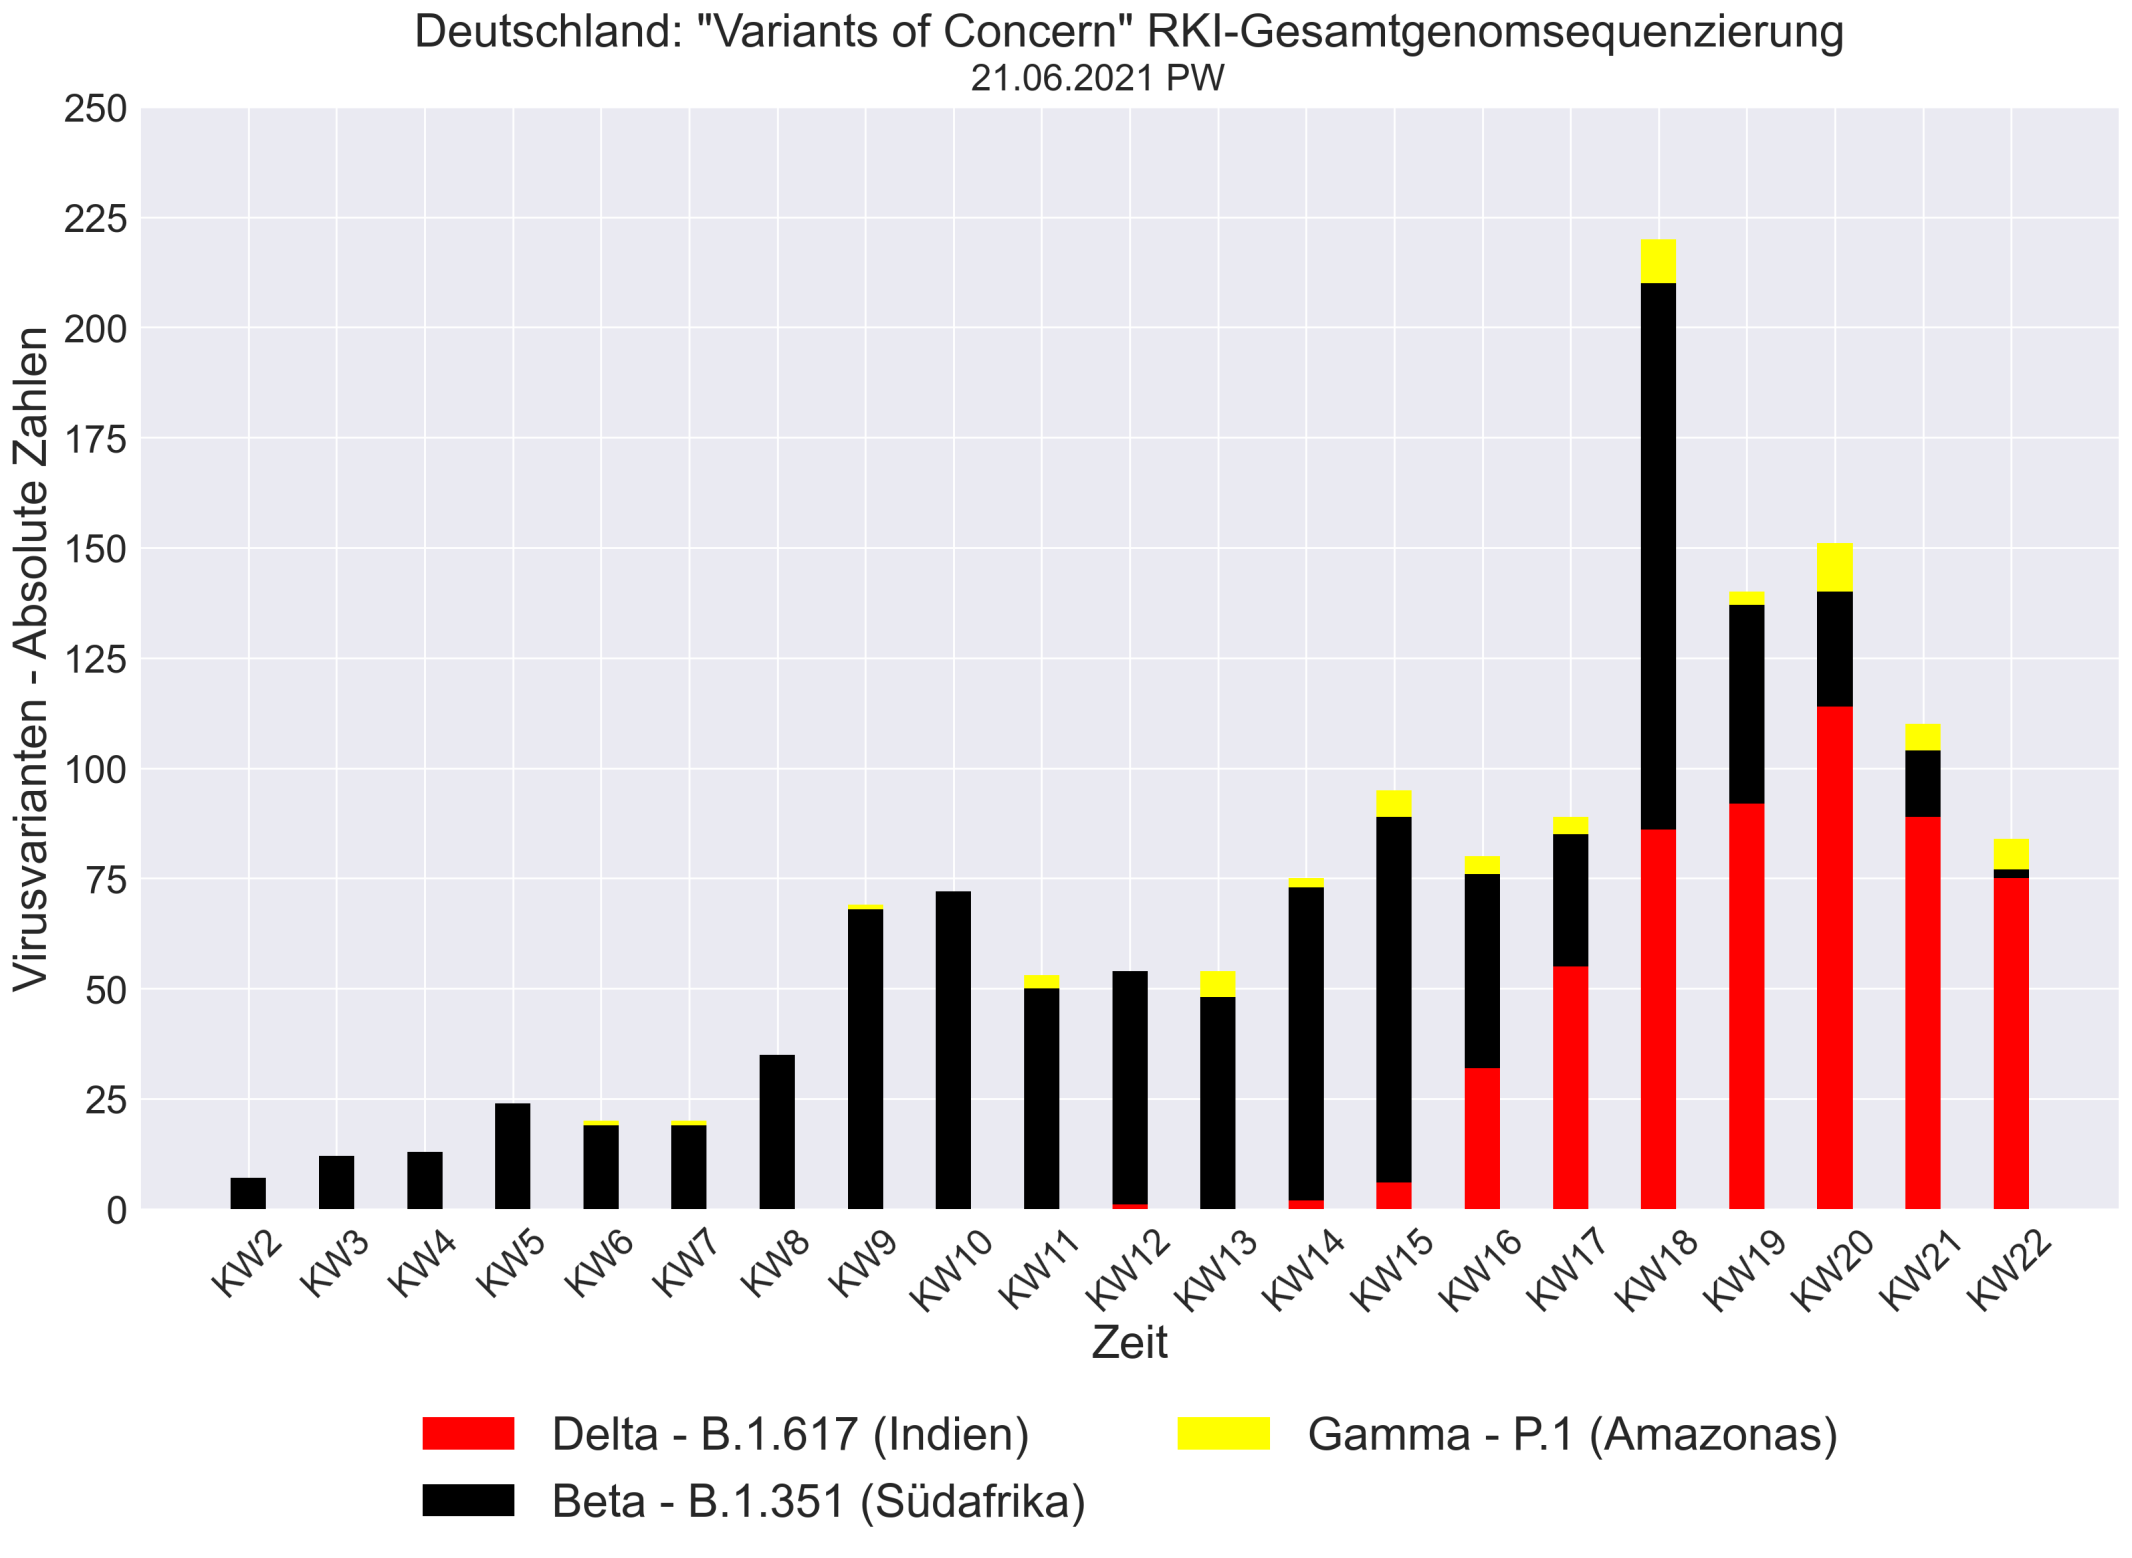 Deutschland: "Variants of Concern" RKI-Gesamtgenomsequenzierung
21.06.2021 PW
Virusvarianten - Absolute Zahlen
250
225
200
175
150
125
100
75
50
25
0
KW2
KW3
KW4
KW5
KW6
KW7
KW8
KW9
KW10
KW11
KW12
KW13
KW14
KW15
KW16
KW17
KW18
KW19
KW20
KW21
KW22
Zeit
Delta - B.1.617 (Indien)
Beta - B.1.351 (Südafrika)
Gamma - P.1 (Amazonas)